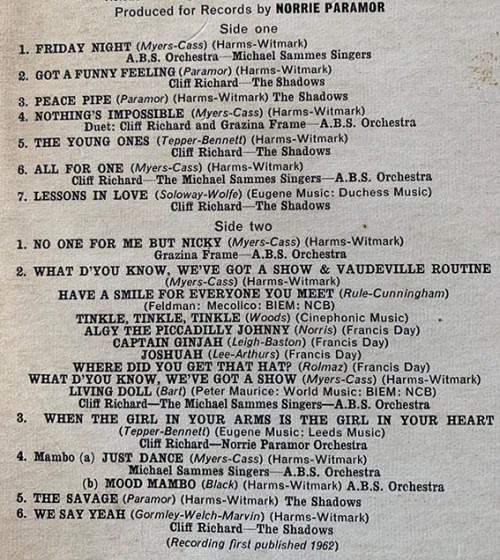 Produced for Records by NORRIE PARAMOR
Side one
1. FRIDAY NIGHT (Myers-Cass) (Harms-Witmark)
A.B.S. Orchestra—Michael Sammes Singers
2. GOT A FUNNY FEELING (Paramor) (Harms-Witmark)
Cliff Richard—The Shadows
3. PEACE PIPE (Paramor) (Harms-Witmark) The Shadows
4. NOTHING'S IMPOSSIBLE (Myers-Cass) (Harms-Witmark)
Duet: Cliff Richard and Grazina Frame—A.B.S. Orchestra
5. THE YOUNG ONES (Tepper-Bennett) (Harms-Witmark)
Cliff Richard—The Shadows
6. ALL FOR ONE (Myers-Cass) (Harms-Witmark)
Cliff Richard—The Michael Sammes Singers—A.B.S. Orchestra
7. LESSONS IN LOVE (Soloway-Wolfe) (Eugene Music: Duchess Music)
Cliff Richard—The Shadows
Side two
1. NO ONE FOR ME BUT NICKY (Myers-Cass) (Harms-Witmark)
Grazina Frame—A.B.S. Orchestra
2. WHAT D'YOU KNOW, WE'VE GOT A SHOW & VAUDEVILLE ROUTINE
(Myers-Cass) (Harms-Witmark)
HAVE A SMILE FOR EVERYONE YOU MEET (Rule-Cunningham)
(Feldman: Mecolico: BIEM: NCB)
TINKLE, TINKLE, TINKLE (Woods) (Cinephonic Music)
ALGY THE PICCADILLY JOHNNY (Norris) (Francis Day)
CAPTAIN GINJAH (Leigh-Baston) (Francis Day)
JOSHUAH (Lee-Arthurs) (Francis Day)
WHERE DID YOU GET THAT HAT? (Rolmaz) (Francis Day)
WHAT D'YOU KNOW, WE'VE GOT A SHOW (Myers-Cass) (Harms-Witmark)
LIVING DOLL (Bart) (Peter Maurice: World Music: BIEM: NCB)
Cliff Richard—The Michael Sammes Singers—A.B.S. Orchestra
3. WHEN THE GIRL IN YOUR ARMS IS THE GIRL IN YOUR HEART
(Tepper-Bennett) (Eugene Music: Leeds Music)
Cliff Richard—Norrie Paramor Orchestra
4. Mambo (a) JUST DANCE (Myers-Cass) (Harms-Witmark)
Michael Sammes Singers—A.B.S. Orchestra
(b) MOOD MAMBO (Black) (Harms-Witmark) A.B.S. Orchestra
5. THE SAVAGE (Paramor) (Harms-Witmark) The Shadows
6. WE SAY YEAH (Gormley-Welch-Marvin) (Harms-Witmark)
Cliff Richard—The Shadows
(Recording first published 1962)